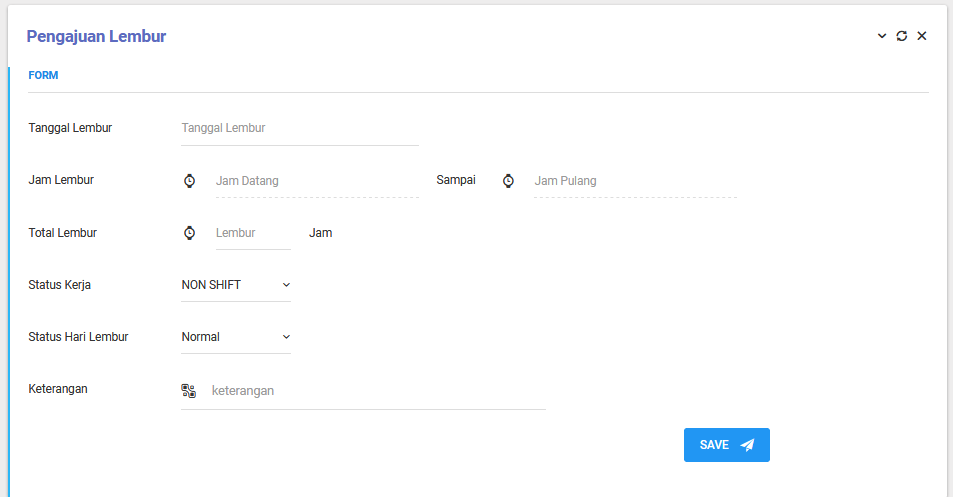 Pengajuan Lembur
FORM
Tanggal Lembur Tanggal Lembur
Jam Lembur Jam Datang Sampai Jam Pulang
Total Lembur Lembur Jam
Status Kerja NON SHIFT
Status Hari Lembur Normal
Keterangan keterangan
SAVE